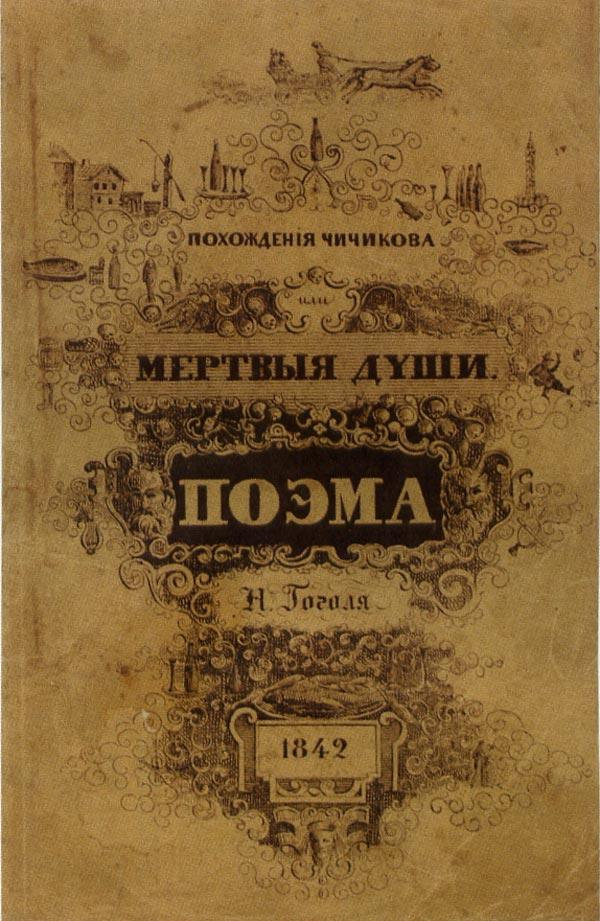 ПОХОЖДЕНІЯ ЧИЧИКОВА
или
МЕРТВЫЯ ДУШИ.
ПОЭМА
Н. Гоголя
1842